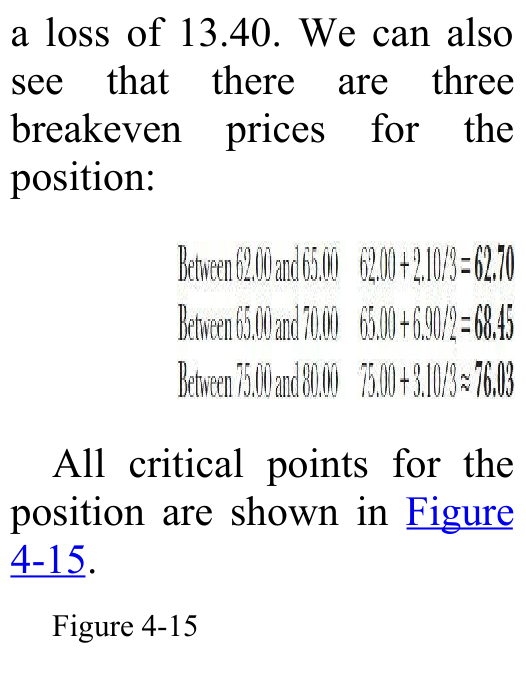 a loss of 13.40. We can also
see that there are three
breakeven prices for the
position:
Between 62.00 and 65.00 62.00 + 2.10/3 = 62.70
Between 65.00 and 70.00 65.00 + 6.90/2 = 68.45
Between 75.00 and 80.00 75.00 + 3.10/3 ≈ 76.03
All critical points for the
position are shown in Figure
4-15.
Figure 4-15